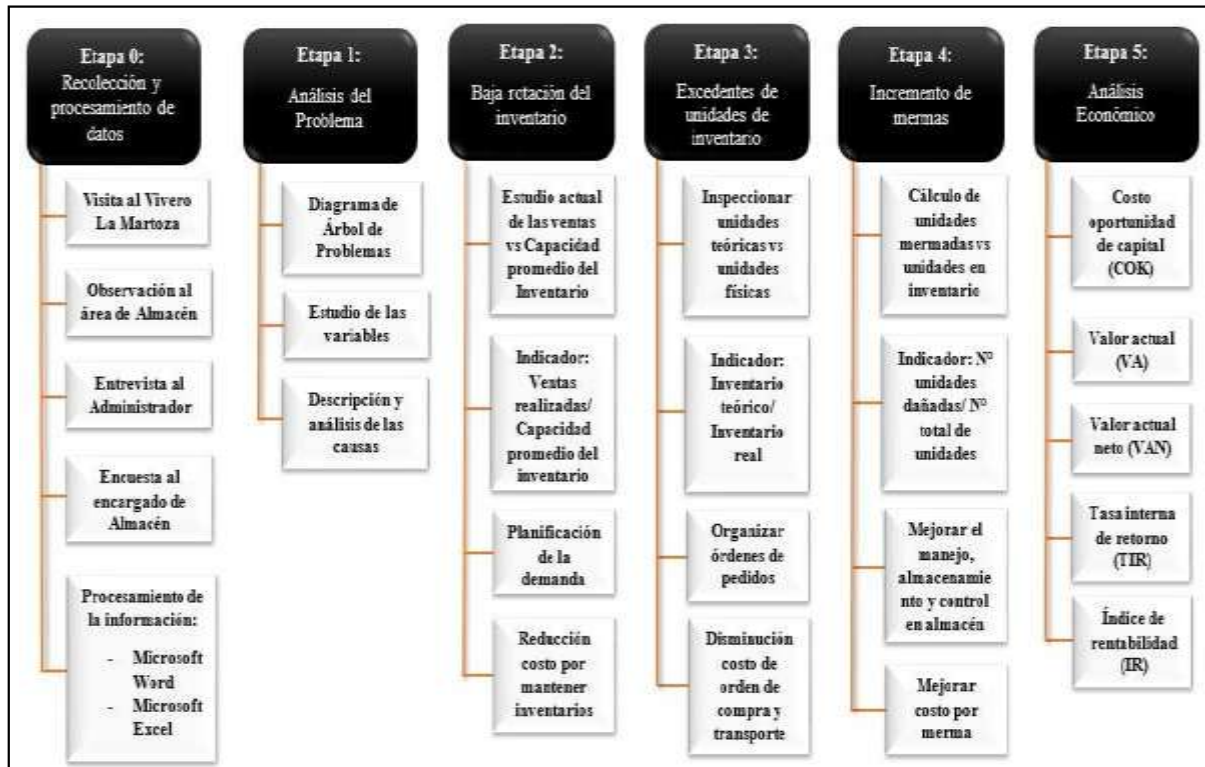 Etapa 0:
Recolección y
procesamiento de
datos
Visita al Vivero
La Martoza
Observación al
área de Almacén
Entrevista al
Administrador
Encuesta al
encargado de
Almacén
Procesamiento de
la información:
- Microsoft
Word
- Microsoft
Excel
Etapa 1:
Análisis del
Problema
Diagrama de
Árbol de
Problemas
Estudio de las
variables
Descripción y
análisis de las
causas
Etapa 2:
Baja rotación del
inventario
Estudio actual
de las ventas
vs Capacidad
promedio del
Inventario
Indicador:
Ventas
realizadas/
Capacidad
promedio del
inventario
Planificación
de la
demanda
Reducción
costo por
mantener
inventarios
Etapa 3:
Excedentes de
unidades de
inventario
Inspeccionar
unidades
teóricas vs
unidades
físicas
Indicador:
Inventario
teórico/
Inventario
real
Organizar
órdenes de
pedidos
Disminución
costo de
orden de
compra y
transporte
Etapa 4:
Incremento de
mermas
Cálculo de
unidades
mermadas vs
unidades en
inventario
Indicador: N°
unidades
dañadas/ N°
total de
unidades
Mejorar el
manejo,
almacenamie
nto y control
en almacén
Mejorar
costo por
merma
Etapa 5:
Análisis
Económico
Costo
oportunidad
de capital
(COK)
Valor actual
(VA)
Valor actual
neto (VAN)
Tasa interna
de retorno
(TIR)
Índice de
rentabilidad
(IR)